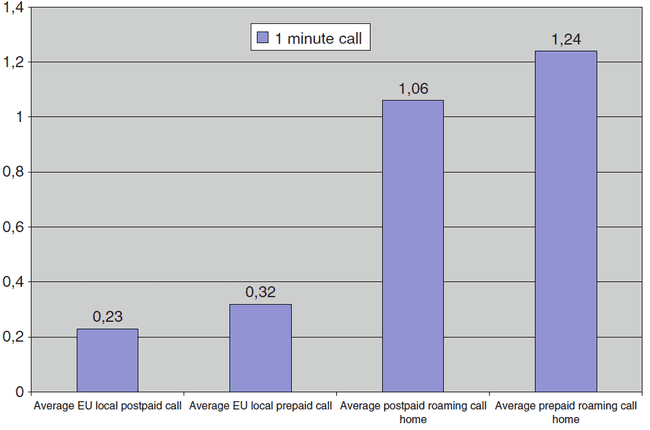 1,4
1,2
1
0,8
0,6
0,4
0,2
0
1 minute call
0,23
0,32
1,06
1,24
Average EU local postpaid call
Average EU local prepaid call
Average postpaid roaming call
home
Average prepaid roaming call
home